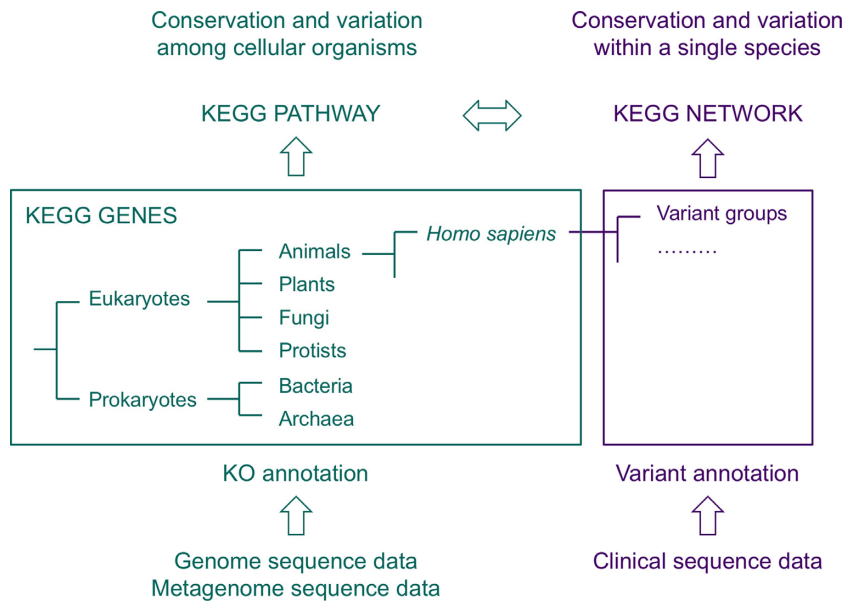 Conservation and variation
among cellular organisms
Conservation and variation
within a single species
KEGG PATHWAY
KEGG NETWORK
KEGG GENES
Eukaryotes
Animals
Homo sapiens
Plants
Fungi
Protists
Prokaryotes
Bacteria
Archaea
Variant groups
.........
KO annotation
Variant annotation
Genome sequence data
Metagenome sequence data
Clinical sequence data